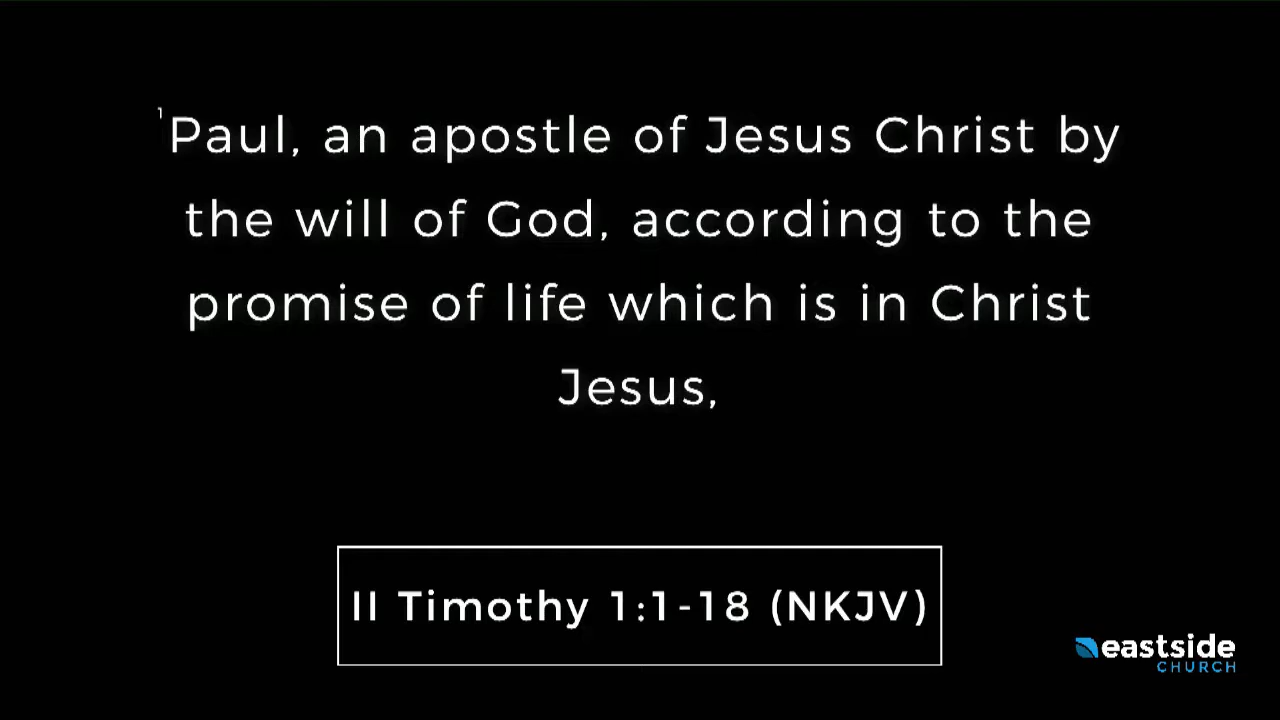 ¹Paul, an apostle of Jesus Christ by
the will of God, according to the
promise of life which is in Christ
Jesus,
II Timothy 1:1-18 (NKJV)
eastside
CHURCH